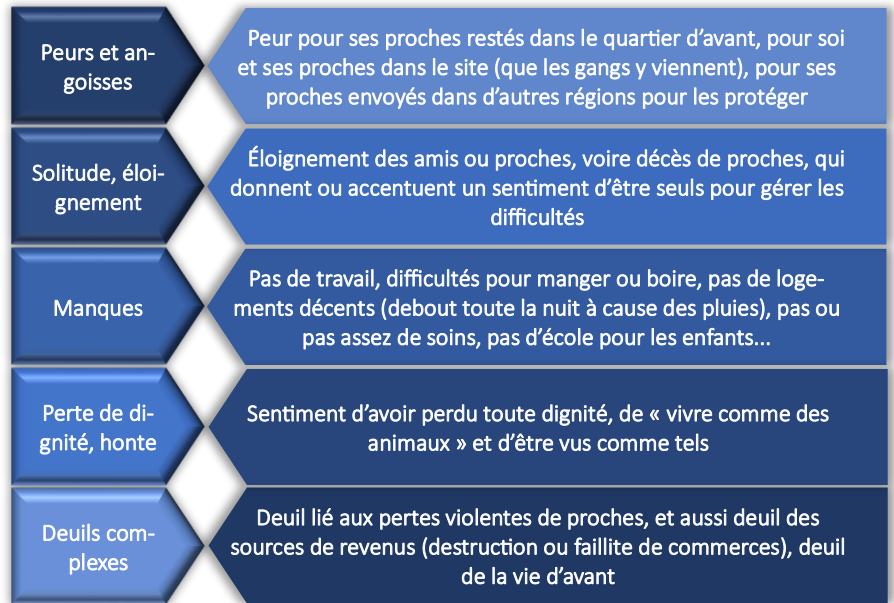 Peurs et an-
goisses
Peur pour ses proches restés dans le quartier d’avant, pour soi
et ses proches dans le site (que les gangs y viennent), pour ses
proches envoyés dans d’autres régions pour les protéger
Solitude, éloi-
gnement
Éloignement des amis ou proches, voire décès de proches, qui
donnent ou accentuent un sentiment d’être seuls pour gérer les
difficultés
Manques
Pas de travail, difficultés pour manger ou boire, pas de loge-
ments décents (debout toute la nuit à cause des pluies), pas ou
pas assez de soins, pas d’école pour les enfants...
Perte de di-
gnité, honte
Sentiment d’avoir perdu toute dignité, de « vivre comme des
animaux » et d’être vus comme tels
Deuils com-
plexes
Deuil lié aux pertes violentes de proches, et aussi deuil des
sources de revenus (destruction ou faillite de commerces), deuil
de la vie d’avant